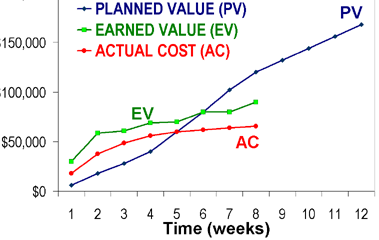 PLANNED VALUE (PV)
EARNED VALUE (EV)
ACTUAL COST (AC)
PV
EV
AC
$150,000
$100,000
$50,000
$0
1 2 3 4 5 6 7 8 9 10 11 12
Time (weeks)